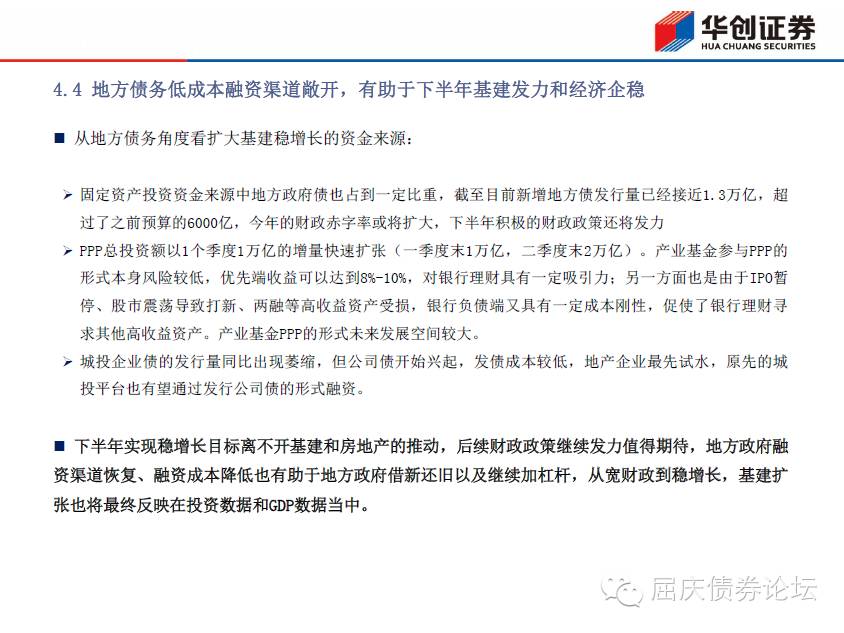 华创证券
HUA CHUANG SECURITIES
4.4 地方债务低成本融资渠道敞开，有助于下半年基建发力和经济企稳
■ 从地方债务角度看扩大基建稳增长的资金来源：
➢ 固定资产投资资金来源中地方政府债也占到一定比重，截至目前新增地方债发行量已经接近1.3万亿，超
过了之前预算的6000亿，今年的财政赤字率或将扩大，下半年积极的财政政策还将发力
➢ PPP总投资额以1个季度1万亿的增量快速扩张（一季度末1万亿，二季度末2万亿）。产业基金参与PPP的
形式本身风险较低，优先端收益可以达到8%-10%，对银行理财具有一定吸引力；另一方面也是由于IPO暂
停、股市震荡导致打新、两融等高收益资产受损，银行负债端又具有一定成本刚性，促使了银行理财寻
求其他高收益资产。产业基金PPP的形式未来发展空间较大。
➢ 城投企业债的发行量同比出现萎缩，但公司债开始兴起，发债成本较低，地产企业最先试水，原先的城
投平台也有望通过发行公司债的形式融资。
■ 下半年实现稳增长目标离不开基建和房地产的推动，后续财政政策继续发力值得期待，地方政府融
资渠道恢复、融资成本降低也有助于地方政府借新还旧以及继续加杠杆，从宽财政到稳增长，基建扩
张也将最终反映在投资数据和GDP数据当中。
屈庆债券论坛